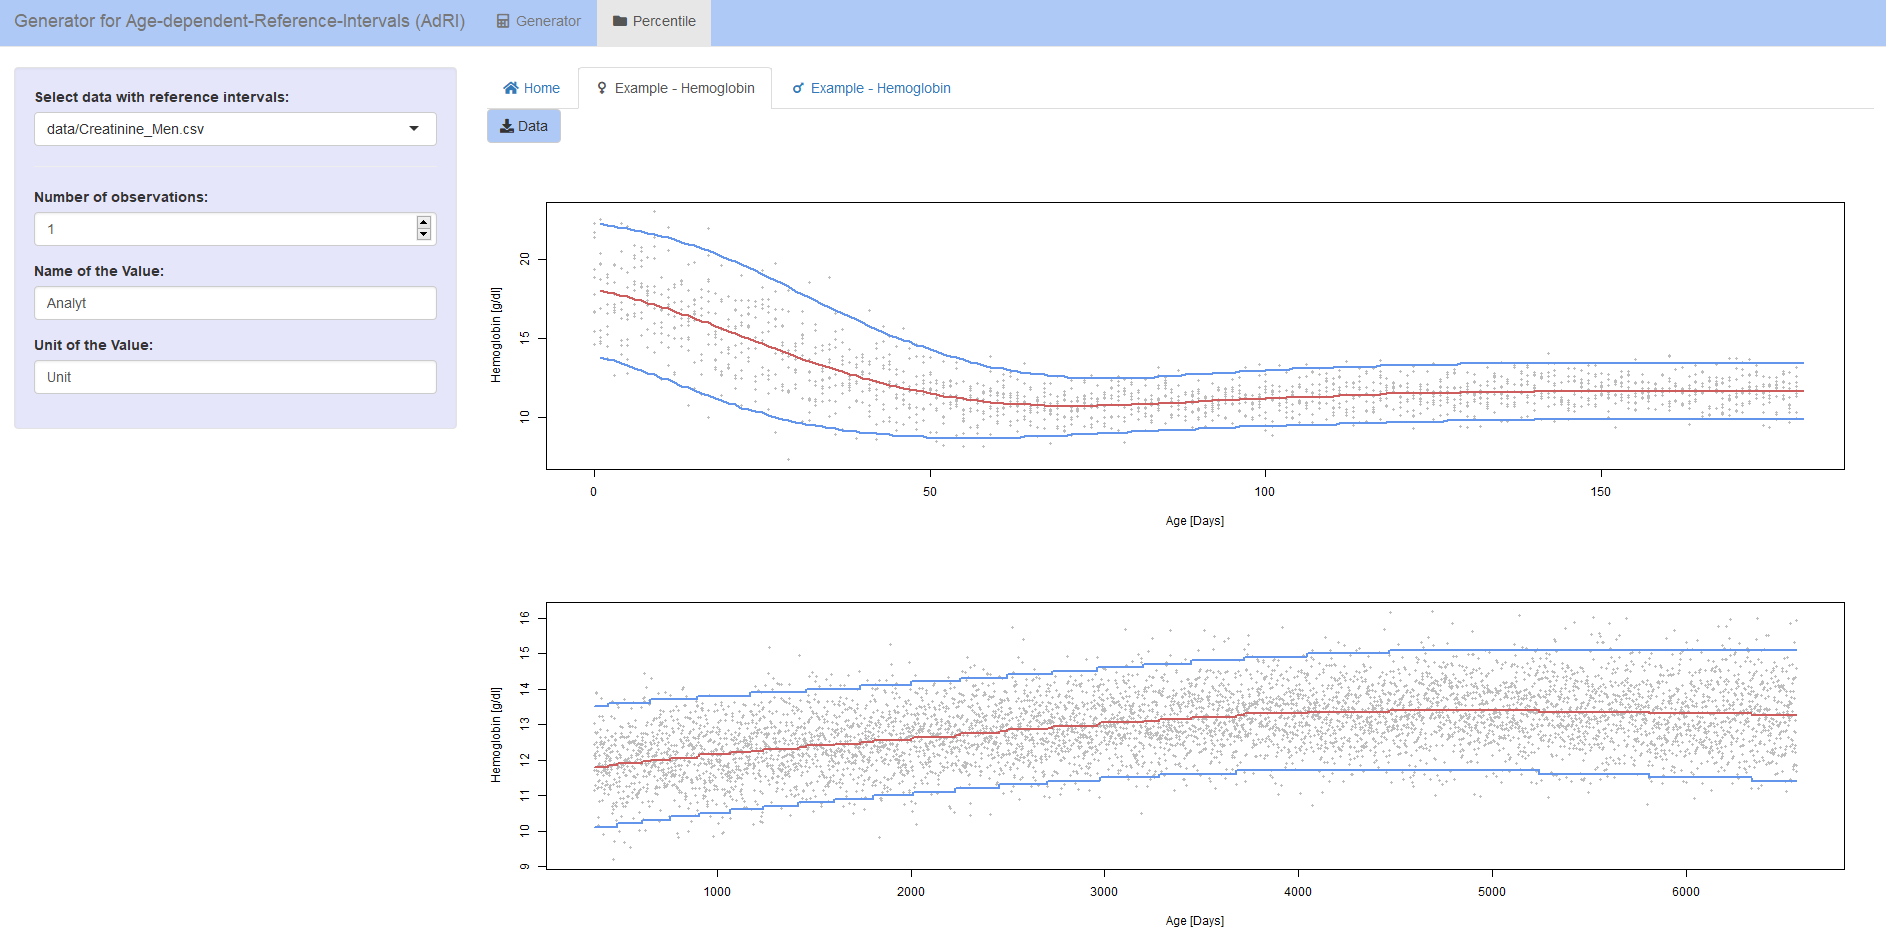 Generator for Age-dependent-Reference-Intervals (AdRI) Generator Percentile
Select data with reference intervals:
data/Creatinine_Men.csv
Number of observations:
1
Name of the Value:
Analyt
Unit of the Value:
Unit
Home Example - Hemoglobin Example - Hemoglobin
Data
Hemoglobin [g/dl]
20
15
10
0 50 100 150
Age [Days]
Hemoglobin [g/dl]
16
15
14
13
12
11
10
9
1000 2000 3000 4000 5000 6000
Age [Days]